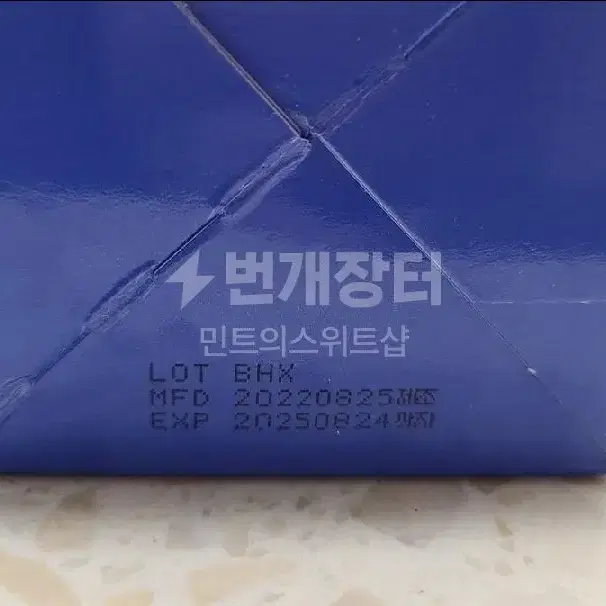 번개장터
민트의스위트샵
LOT BHX
MFD 20220825제조
EXP 20250824까지